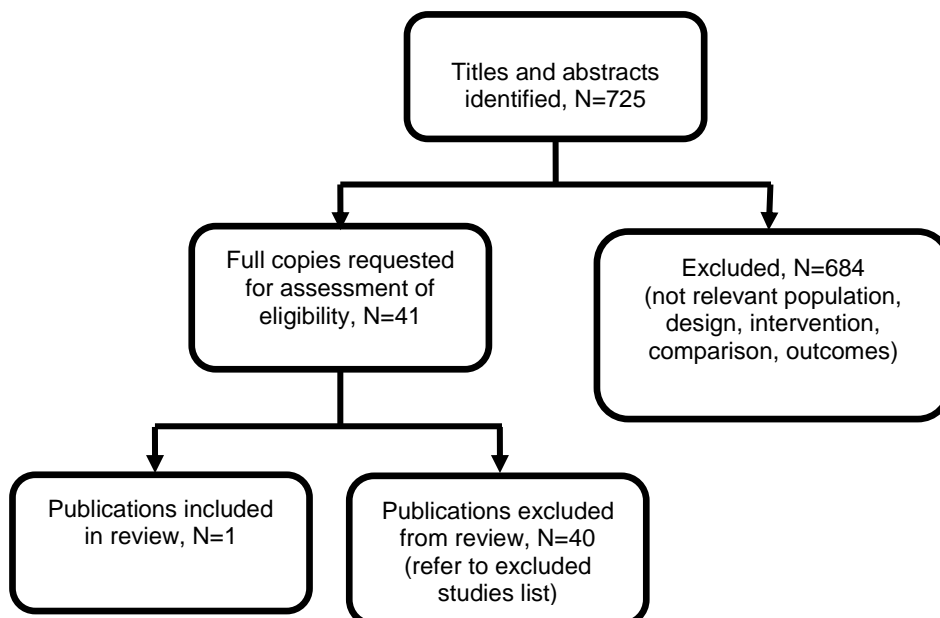 Titles and abstracts
identified, N=725
Full copies requested
for assessment of
eligibility, N=41
Excluded, N=684
(not relevant population,
design, intervention,
comparison, outcomes)
Publications included
in review, N=1
Publications excluded
from review, N=40
(refer to excluded
studies list)